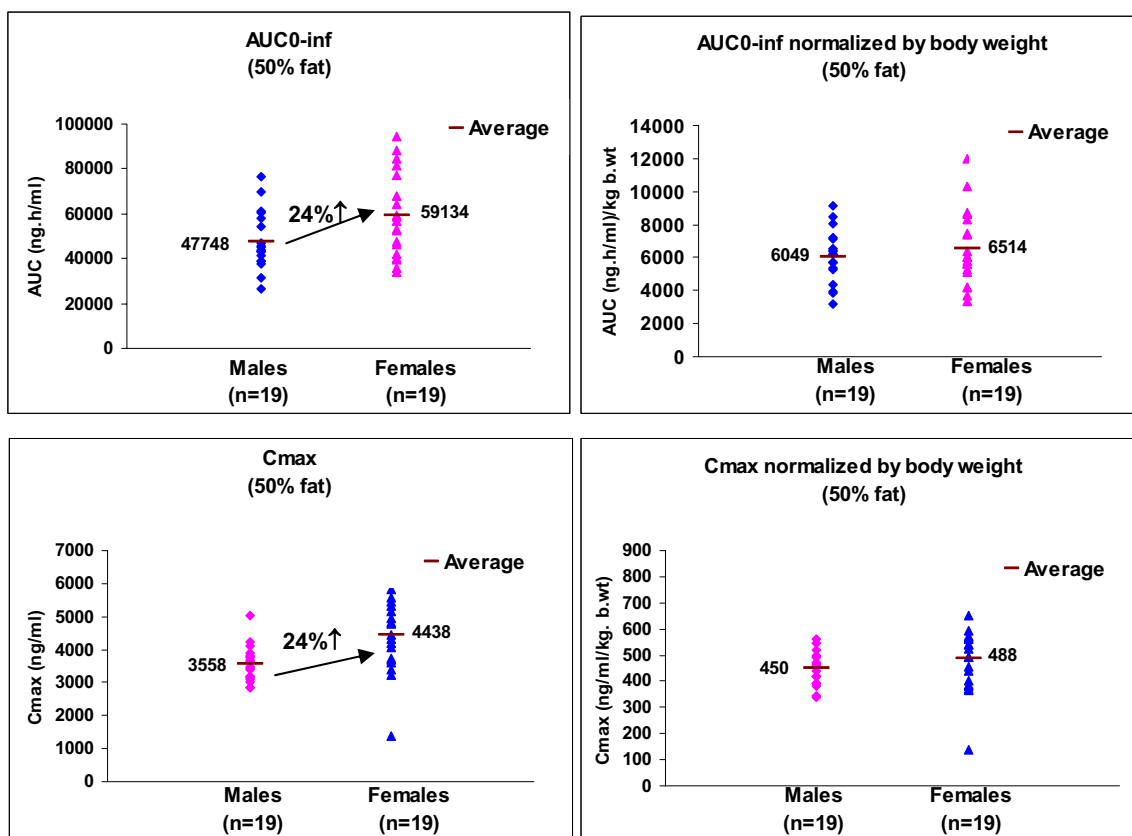 AUC0-inf
(50% fat)
Average
100000
80000
60000
40000
20000
0
AUC (ng.h/ml)
47748
24%↑
59134
Males
(n=19)
Females
(n=19)
AUC0-inf normalized by body weight
(50% fat)
Average
14000
12000
10000
8000
6000
4000
2000
0
AUC (ng.h/ml)/kg b.wt
6049
6514
Males
(n=19)
Females
(n=19)
Cmax
(50% fat)
Average
7000
6000
5000
4000
3000
2000
1000
0
Cmax (ng/ml)
3558
24%↑
4438
Males
(n=19)
Females
(n=19)
Cmax normalized by body weight
(50% fat)
Average
900
800
700
600
500
400
300
200
100
0
Cmax (ng/ml/kg. b.wt)
450
488
Males
(n=19)
Females
(n=19)